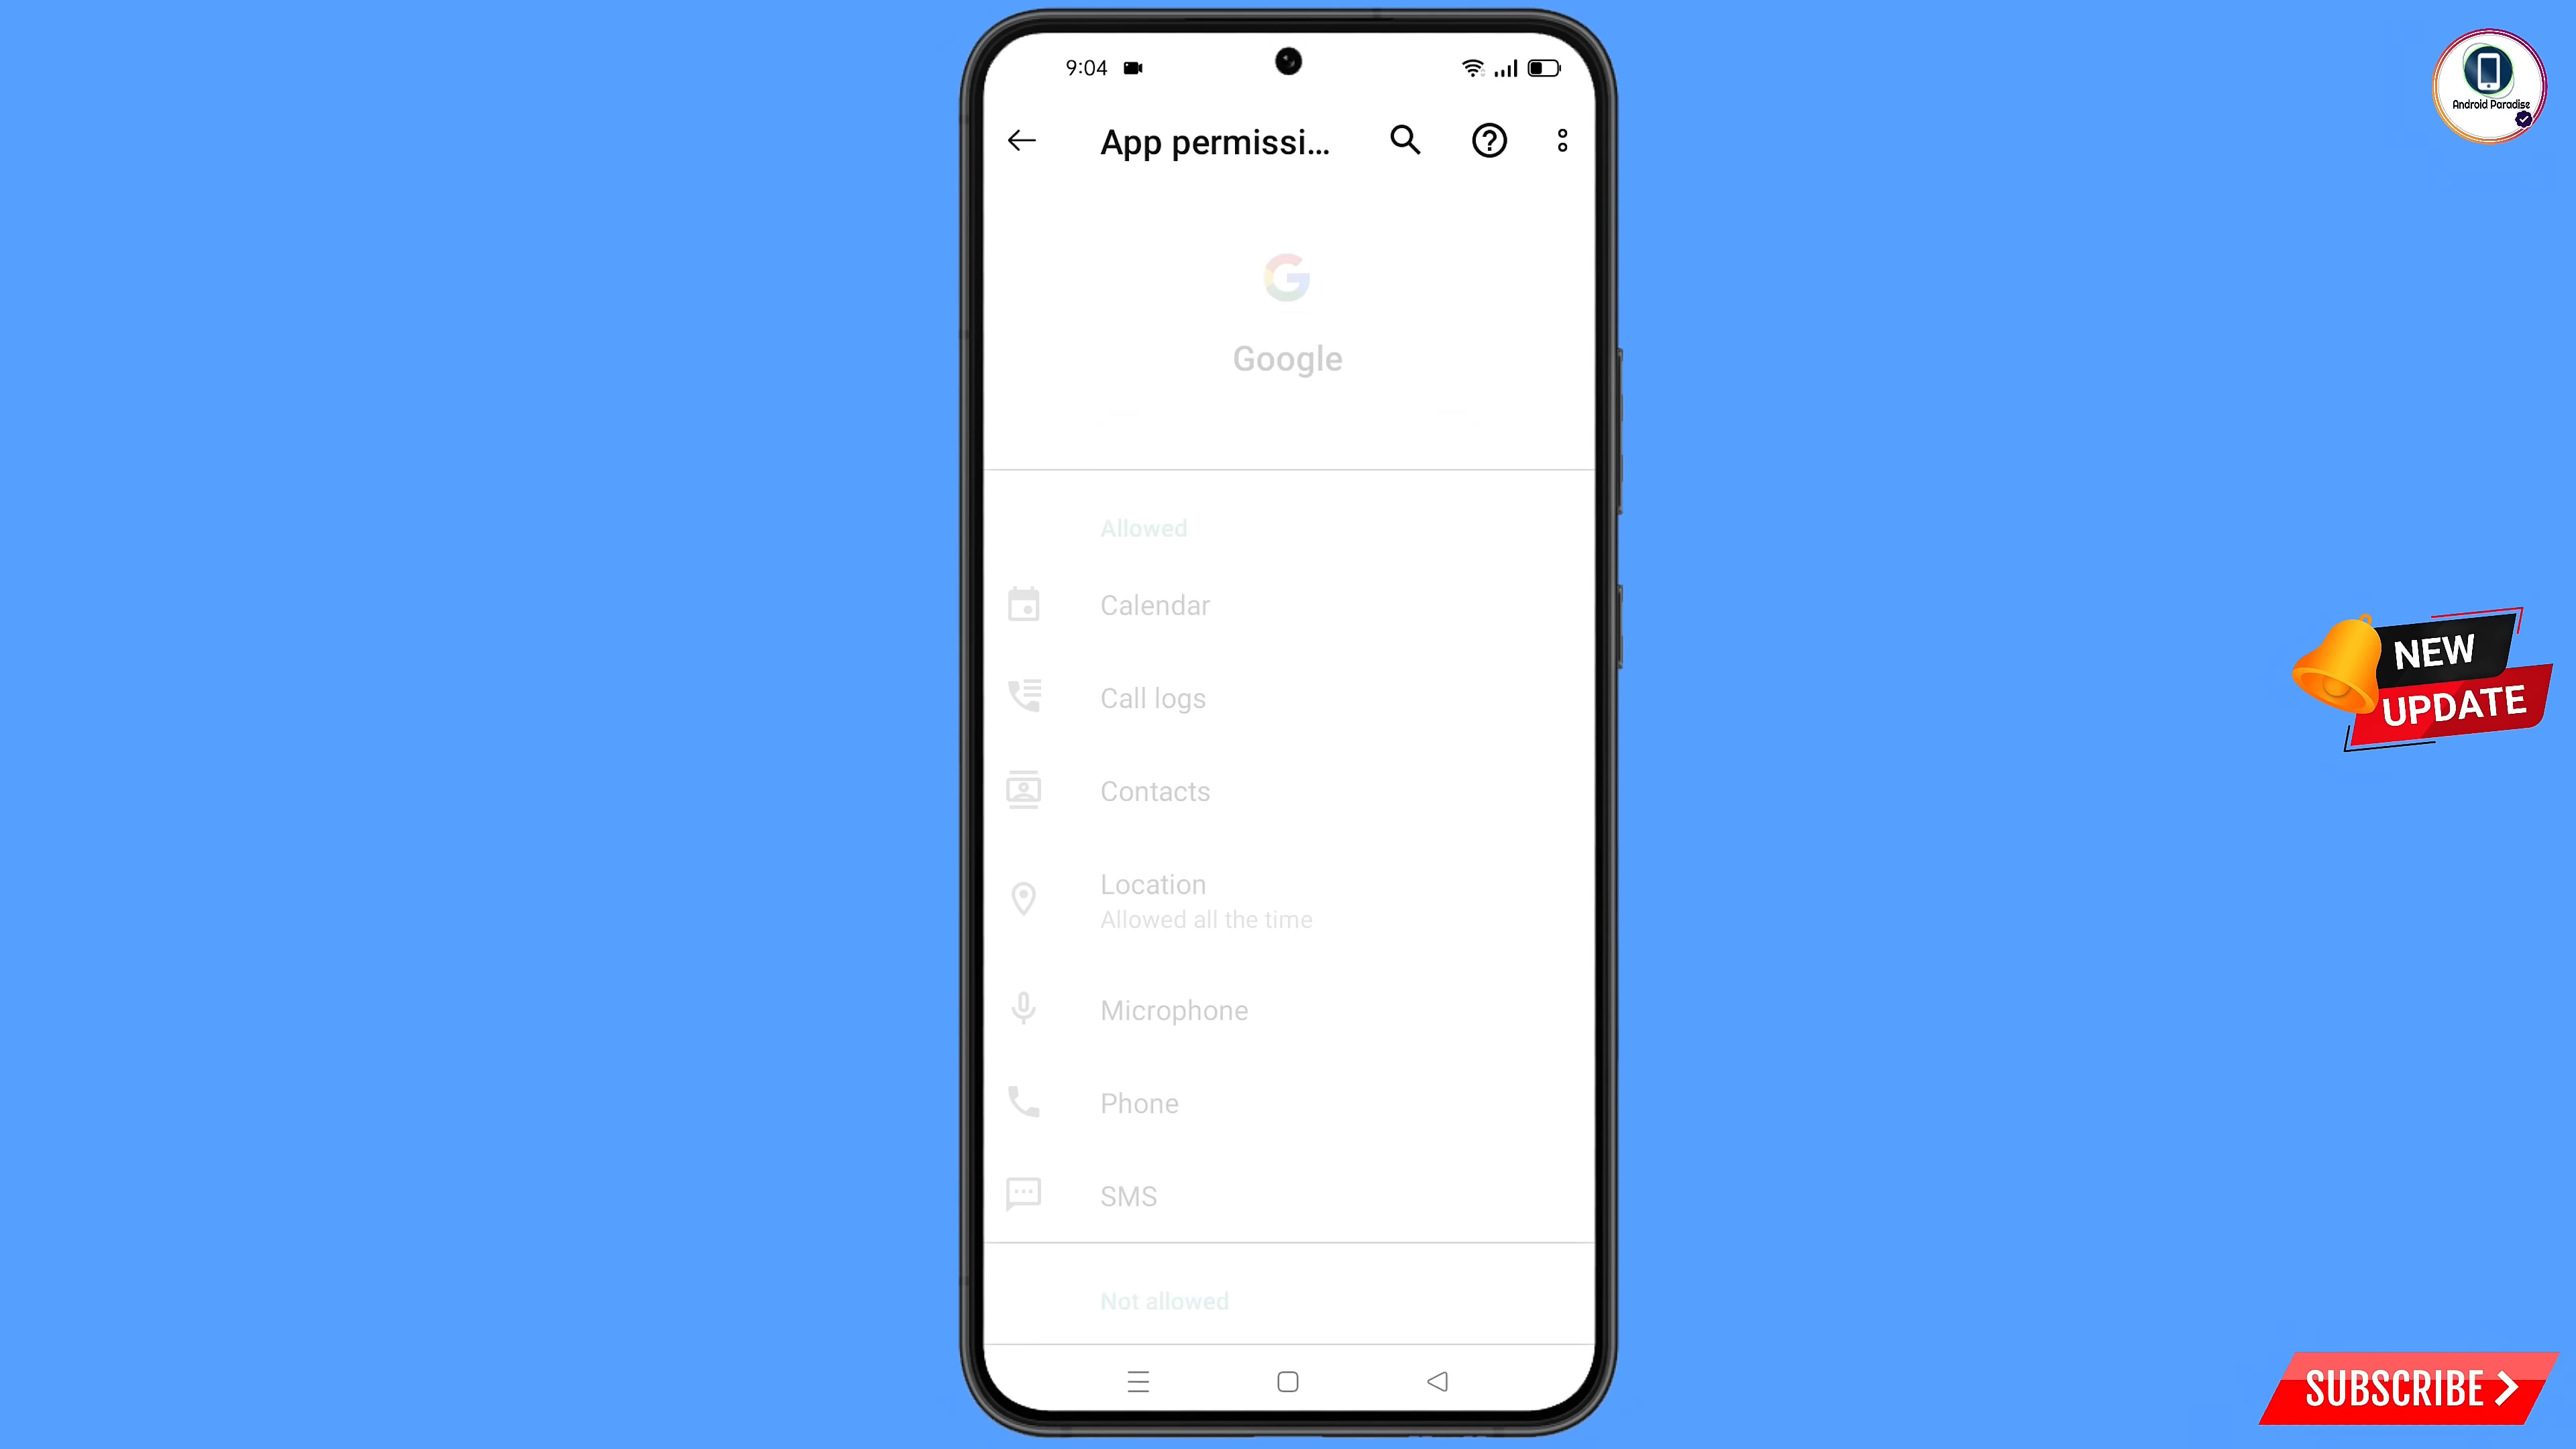 9:04
App permissi...
Google
Allowed
Calendar
Call logs
Contacts
Location
Allowed all the time
Microphone
Phone
SMS
Not allowed
Android Paradise
NEW
UPDATE
SUBSCRIBE